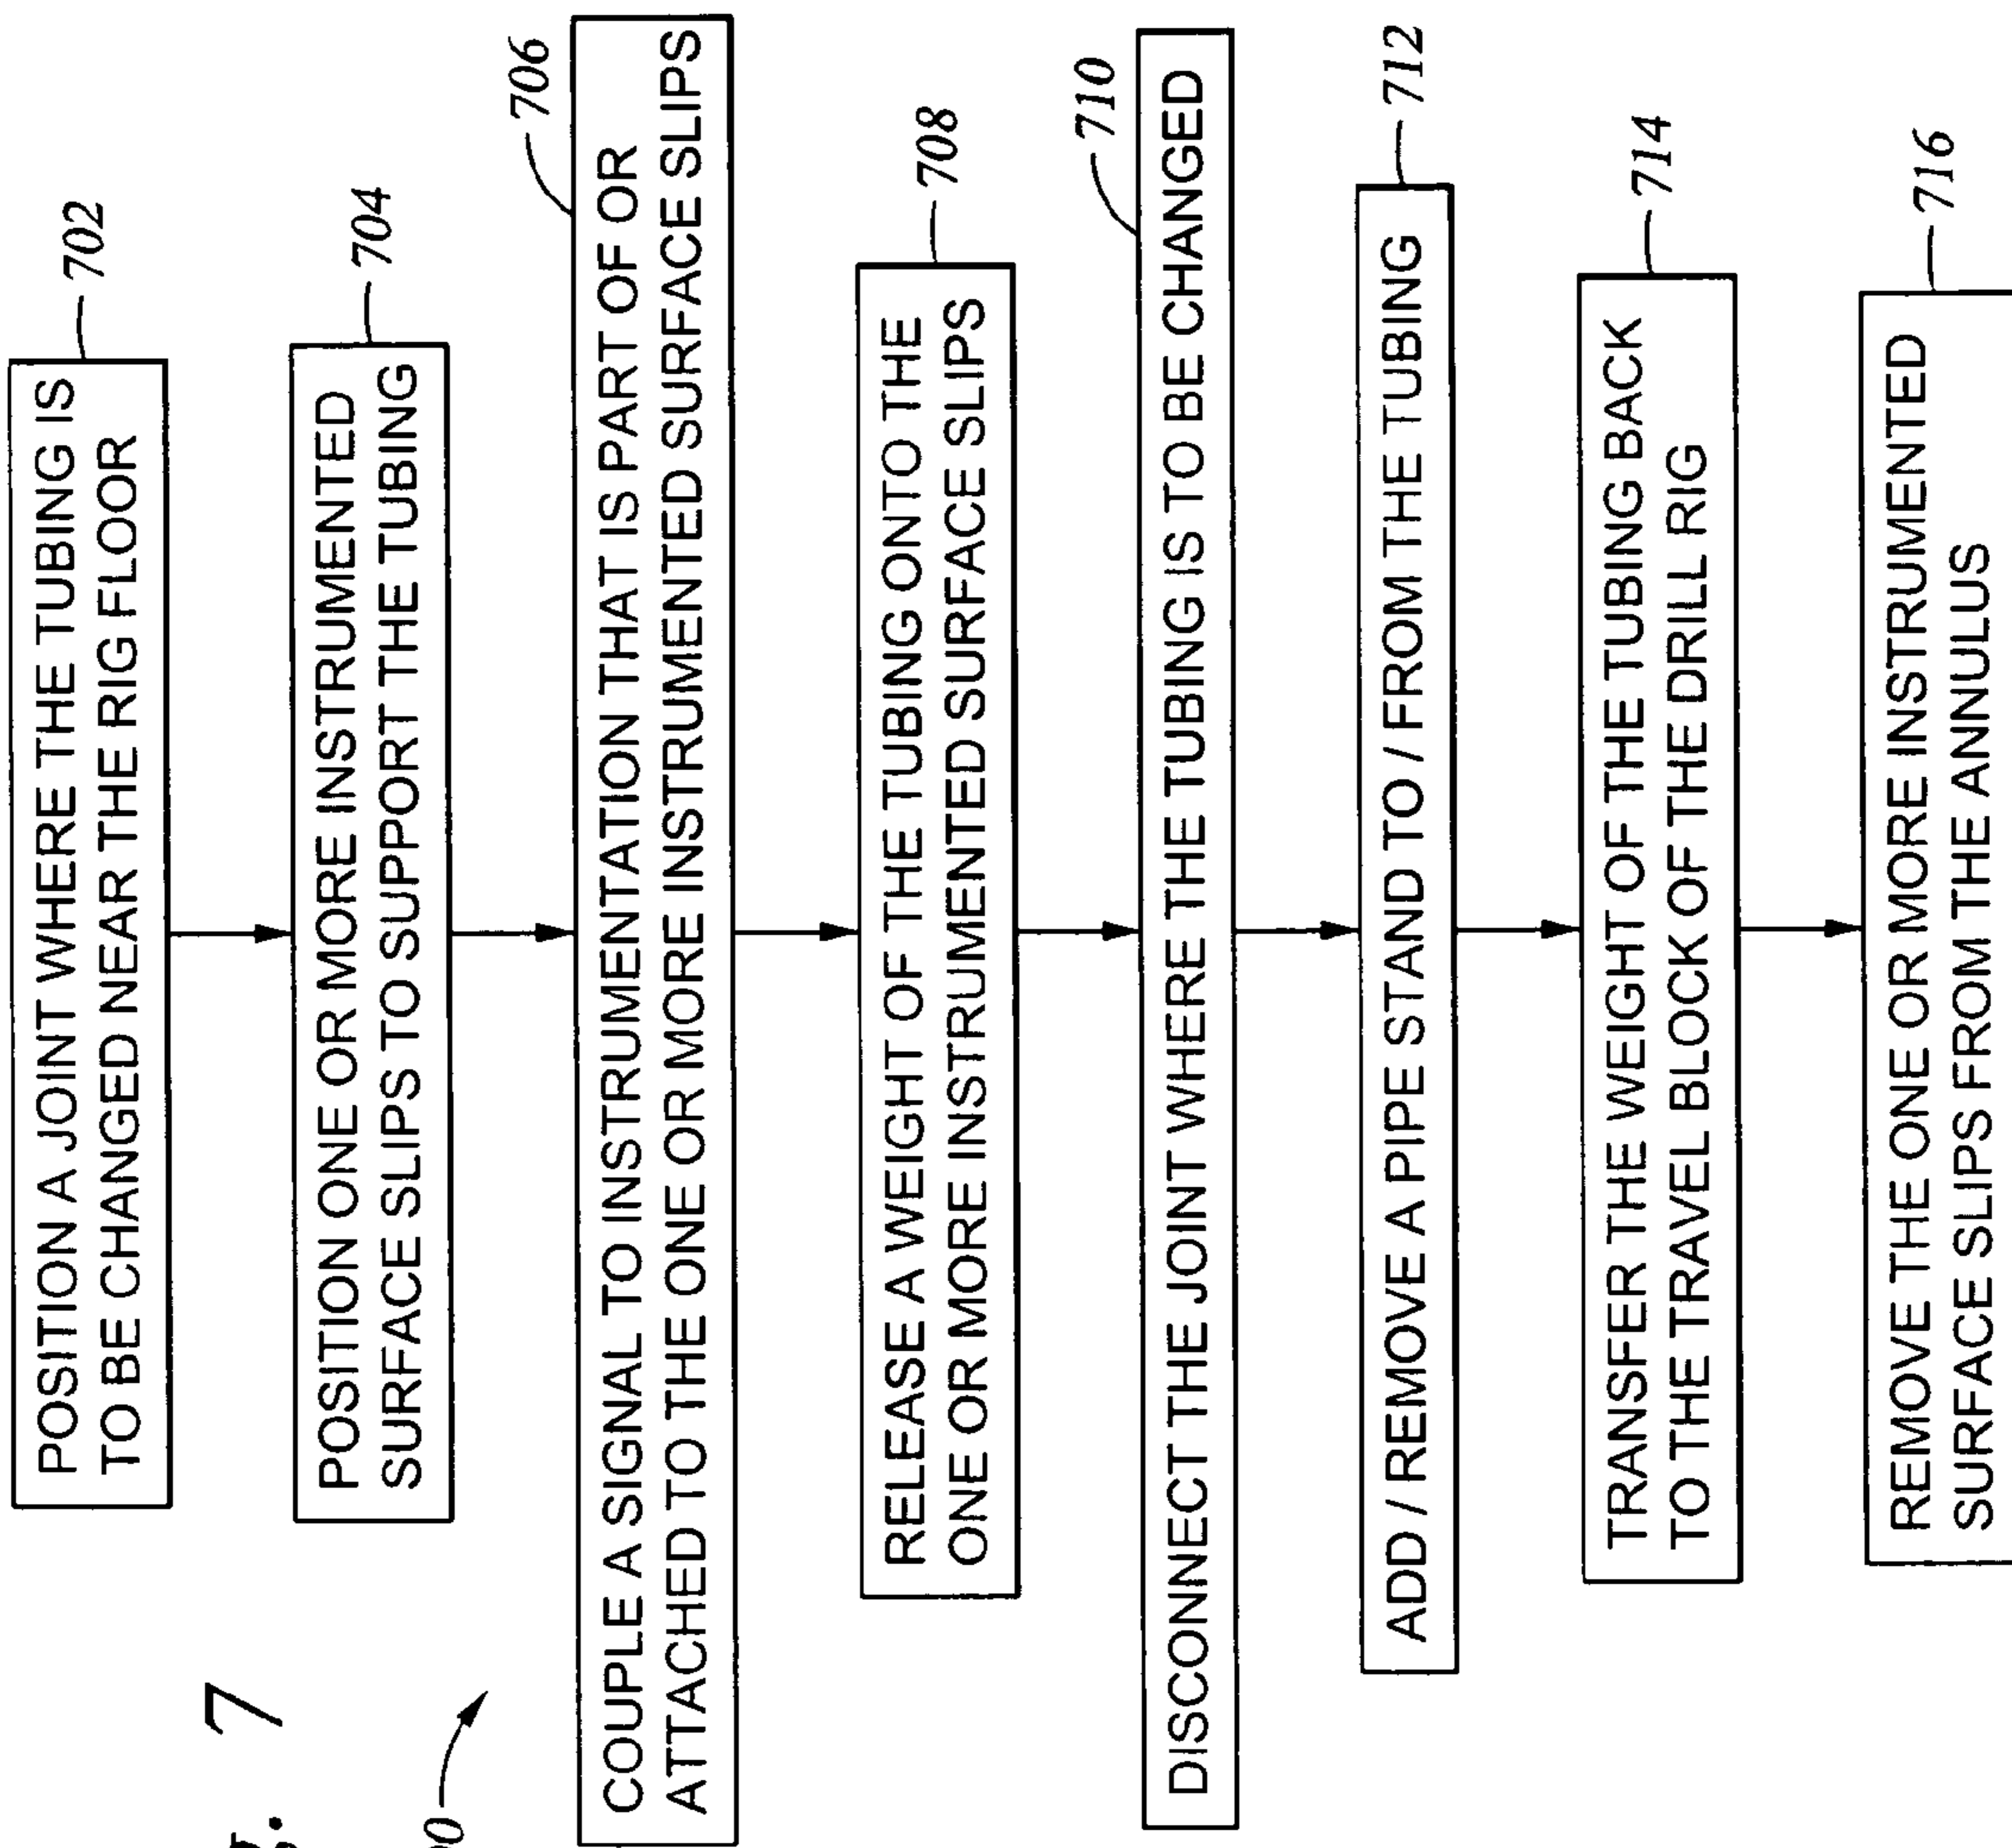 POSITION A JOINT WHERE THE TUBING IS
TO BE CHANGED NEAR THE RIG FLOOR
702
POSITION ONE OR MORE INSTRUMENTED
SURFACE SLIPS TO SUPPORT THE TUBING
704
COUPLE A SIGNAL TO INSTRUMENTATION THAT IS PART OF OR
ATTACHED TO THE ONE OR MORE INSTRUMENTED SURFACE SLIPS
706
RELEASE A WEIGHT OF THE TUBING ONTO THE
ONE OR MORE INSTRUMENTED SURFACE SLIPS
708
DISCONNECT THE JOINT WHERE THE TUBING IS TO BE CHANGED
710
ADD / REMOVE A PIPE STAND TO / FROM THE TUBING
712
TRANSFER THE WEIGHT OF THE TUBING BACK
TO THE TRAVEL BLOCK OF THE DRILL RIG
714
REMOVE THE ONE OR MORE INSTRUMENTED
SURFACE SLIPS FROM THE ANNULUS
716
7